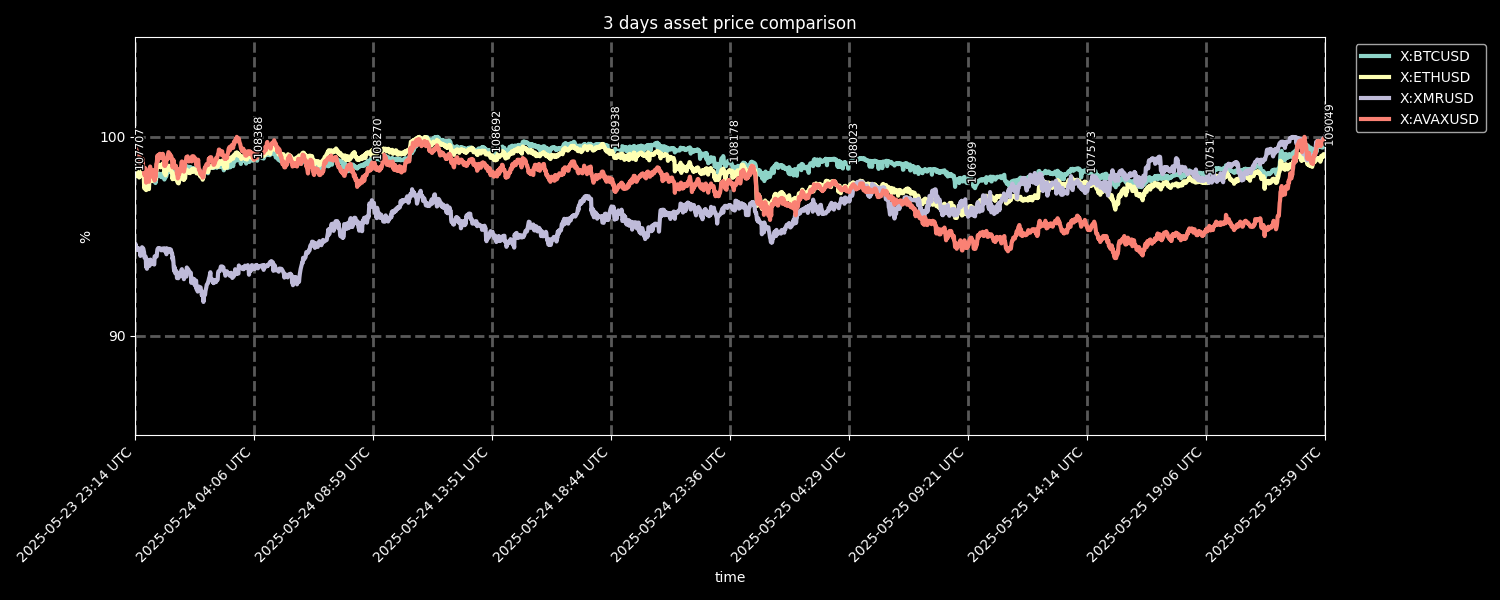 3 days asset price comparison
X:BTCUSD
X:ETHUSD
X:XMRUSD
X:AVAXUSD
%
100
90
107707
108368
108270
108692
108938
108178
108023
106999
107573
107517
109049
2025-05-23 23:14 UTC
2025-05-24 04:06 UTC
2025-05-24 08:59 UTC
2025-05-24 13:51 UTC
2025-05-24 18:44 UTC
2025-05-24 23:36 UTC
2025-05-25 04:29 UTC
2025-05-25 09:21 UTC
2025-05-25 14:14 UTC
2025-05-25 19:06 UTC
2025-05-25 23:59 UTC
time